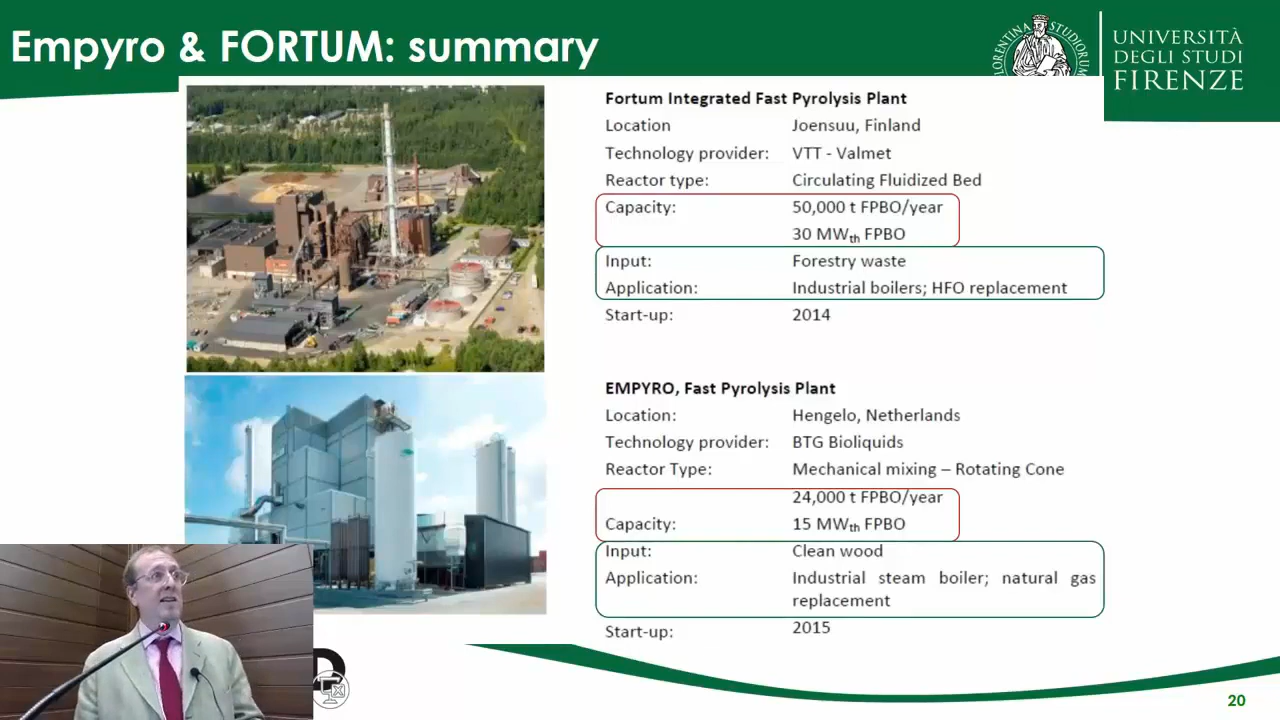 Empyro & FORTUM: summary
UNIVERSITÀ
DEGLI STUDI
FIRENZE
Fortum Integrated Fast Pyrolysis Plant
Location Joensuu, Finland
Technology provider: VTT - Valmet
Reactor type: Circulating Fluidized Bed
Capacity: 50,000 t FPBO/year
30 MWth FPBO
Input: Forestry waste
Application: Industrial boilers; HFO replacement
Start-up: 2014
EMPYRO, Fast Pyrolysis Plant
Location: Hengelo, Netherlands
Technology provider: BTG Bioliquids
Reactor Type: Mechanical mixing – Rotating Cone
24,000 t FPBO/year
Capacity: 15 MWth FPBO
Input: Clean wood
Application: Industrial steam boiler; natural gas
replacement
Start-up: 2015
20